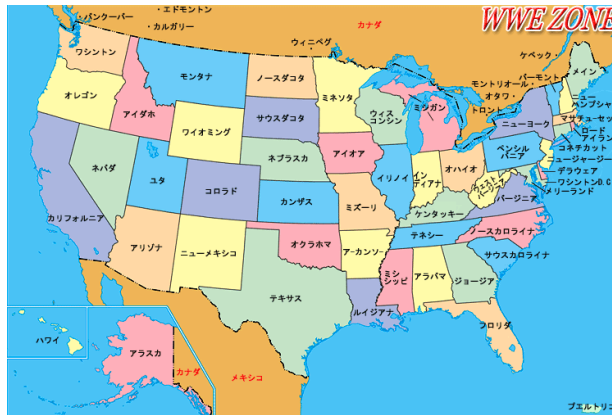 WWE ZONE
・エドモントン
・バンクーバー
・カルガリー
カナダ
ウィニペグ
ケベック
ワシントン
モンタナ
ノースダコタ
ミネソタ
モントリオール
バーモント
メイン
オタワ
ニュー
ハンプシャー
オレゴン
アイダホ
サウスダコタ
ウィス
コンシン
ミシガン
トロント
マサチューセッ
ニューヨーク
ロード
アイラン
ワイオミング
コネチカット
ネバダ
ネブラスカ
アイオア
ペンシル
バニア
ニュージャージー
ユタ
コロラド
イリノイ
イン
ディアナ
オハイオ
デラウェア
ウエスト
バージニア
ワシントンD.C
メリーランド
カリフォルニア
カンザス
ミズーリ
ケンタッキー
バージニア
アリゾナ
ニューメキシコ
オクラホマ
アーカンソー
テネシー
ノースカロライナ
サウスカロライナ
テキサス
ルイジアナ
ミシ
シッピ
アラバマ
ジョージア
フロリダ
ハワイ
アラスカ
カナダ
メキシコ
プエルトリコ